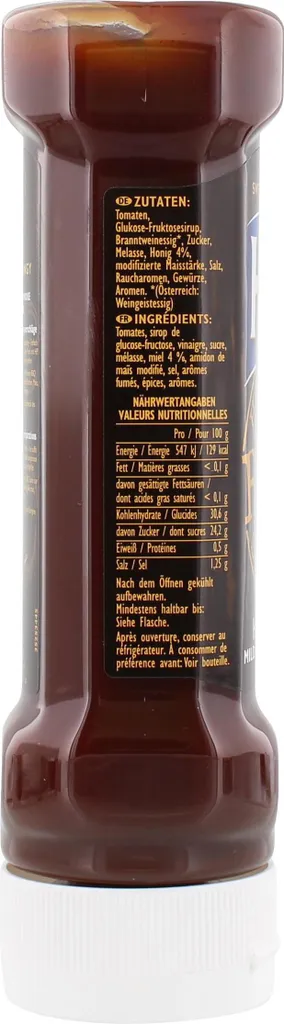 DE ZUTATEN:
Tomaten,
Glukose-Fruktosesirup,
Branntweinessig*, Zucker,
Melasse, Honig 4%,
modifizierte Maisstärke, Salz,
Raucharomen, Gewürze,
Aromen. *(Österreich:
Weingeistessig)
FR INGRÉDIENTS:
Tomates, sirop de
glucose-fructose, vinaigre, sucre,
mélasse, miel 4 %, amidon de
maïs modifié, sel, arômes
fumés, épices, arômes.
NÄHRWERTANGABEN
VALEURS NUTRITIONNELLES
Pro / Pour 100 g
Energie / Energie 547 kJ / 129 kcal
Fett / Matières grasses < 0,1 g
davon gesättigte Fettsäuren /
dont acides gras saturés < 0,1 g
Kohlenhydrate / Glucides 30,6 g
davon Zucker / dont sucres 24,2 g
Eiweiß / Protéines 0,5 g
Salz / Sel 1,25 g
Nach dem Öffnen gekühlt
aufbewahren.
Mindestens haltbar bis:
Siehe Flasche.
Après ouverture, conserver au
réfrigérateur. À consommer de
préférence avant: Voir bouteille.